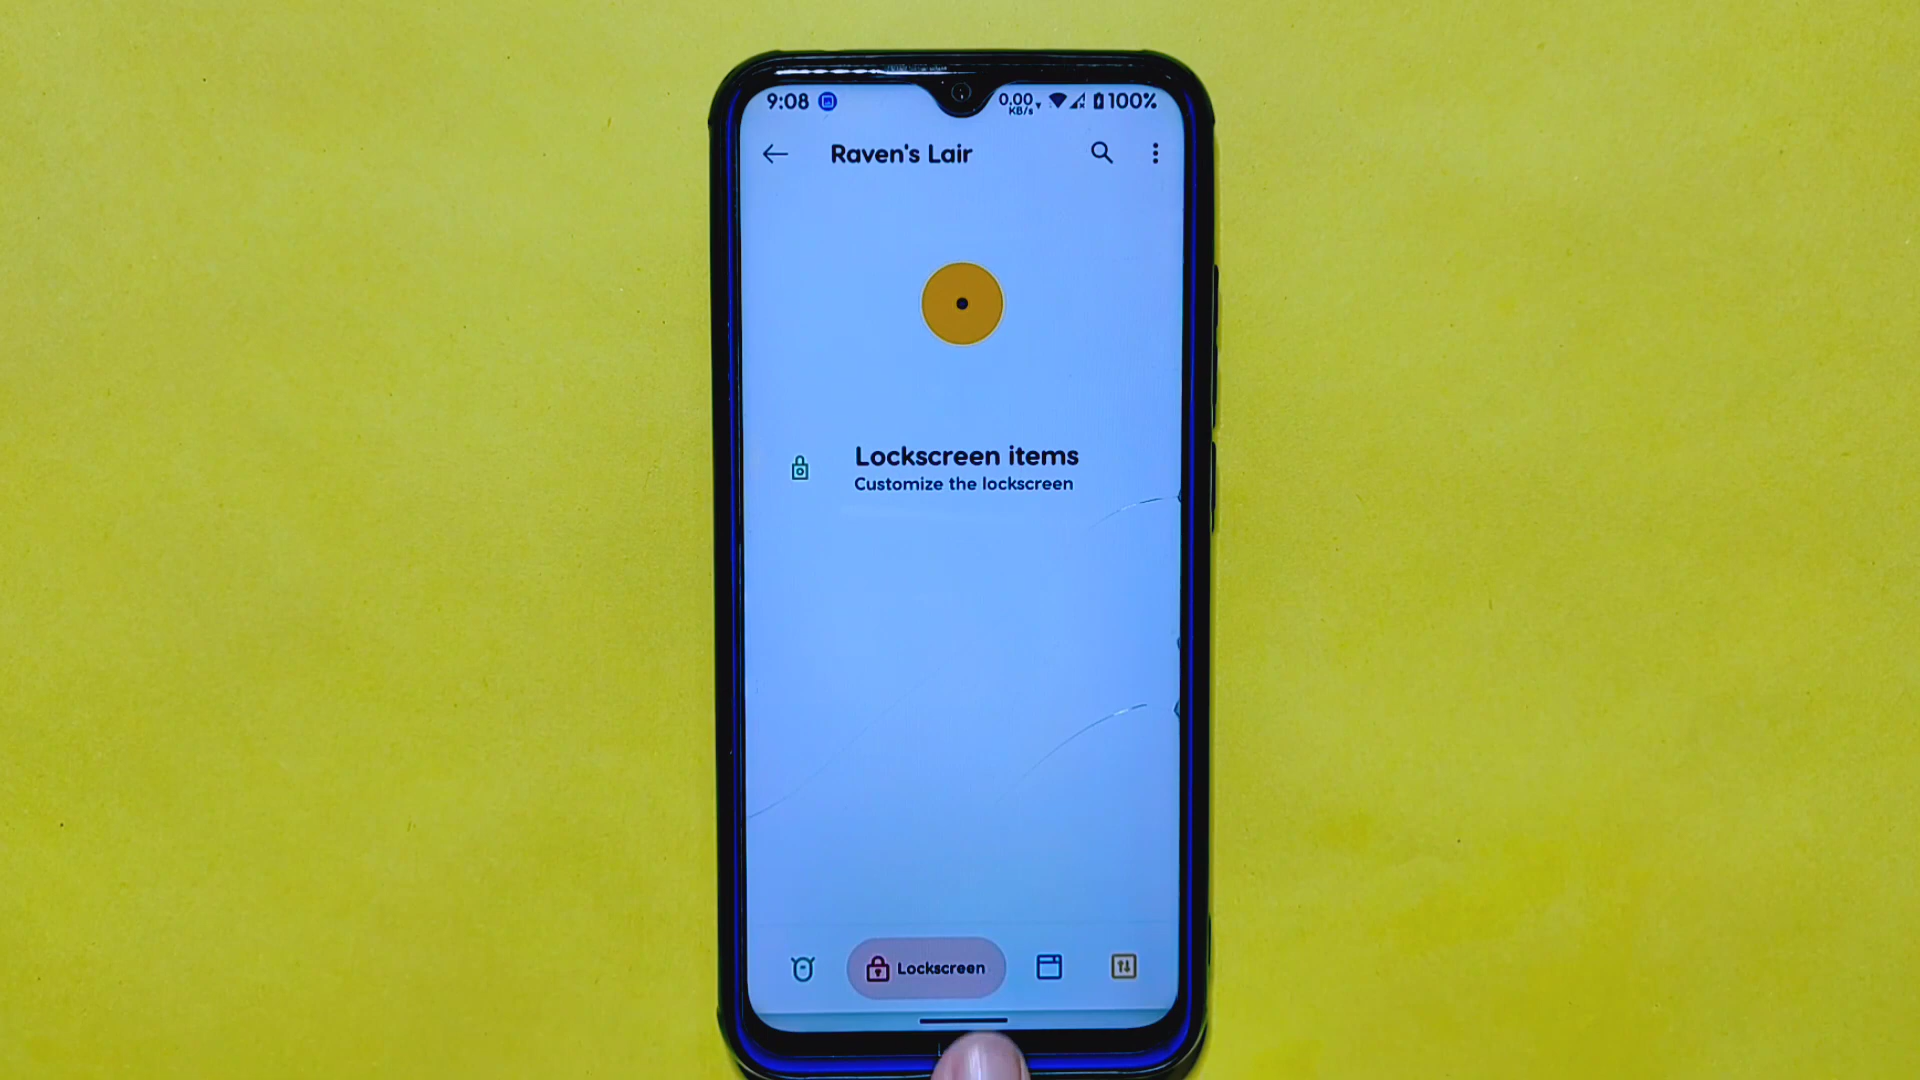 9:08
0.00
KB/s
100%
Raven's Lair
Lockscreen items
Customize the lockscreen
Lockscreen